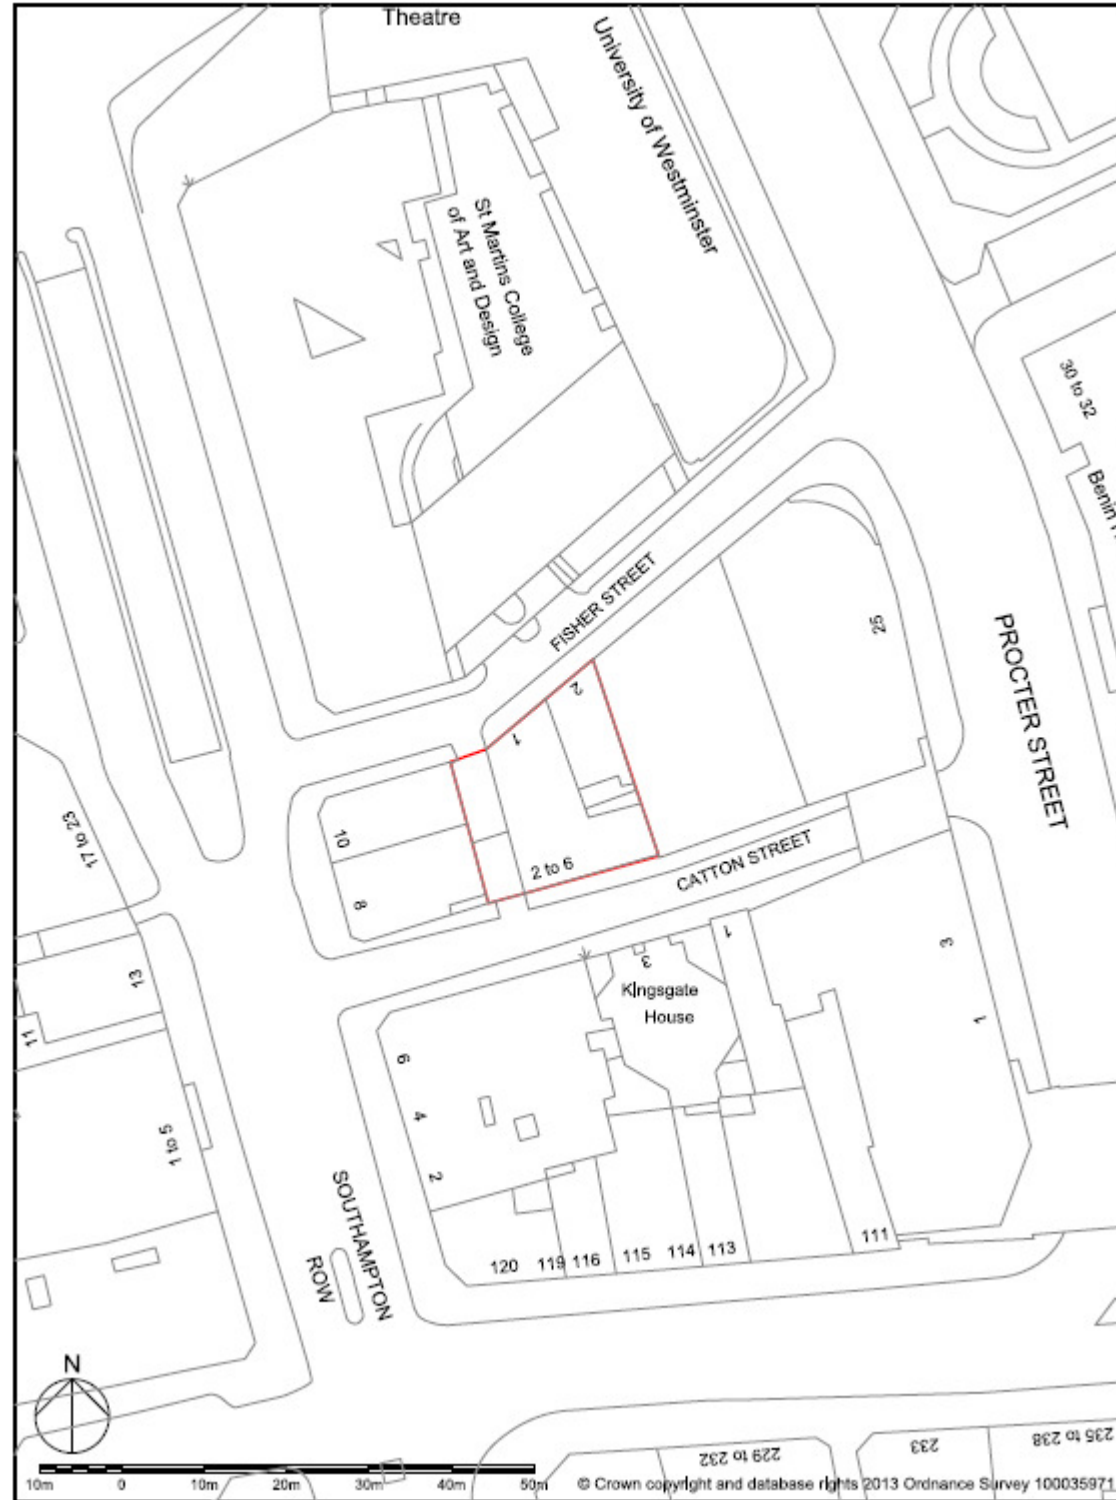 Theatre
University of Westminster
St Martins College
of Art and Design
30 to 32
FISHER STREET
25
PROCTER STREET
2
1
10
8
17 to 23
2 to 6
CATTON STREET
13
11
3
Kingsgate
House
1
3
1
6
4
2
1 to 5
SOUTHAMPTON
ROW
120
119
116
115
114
113
111
N
229 to 232
233
235 to 238
10m
0
10m
20m
30m
40m
50m
© Crown copyright and database rights 2013 Ordnance Survey 100035971